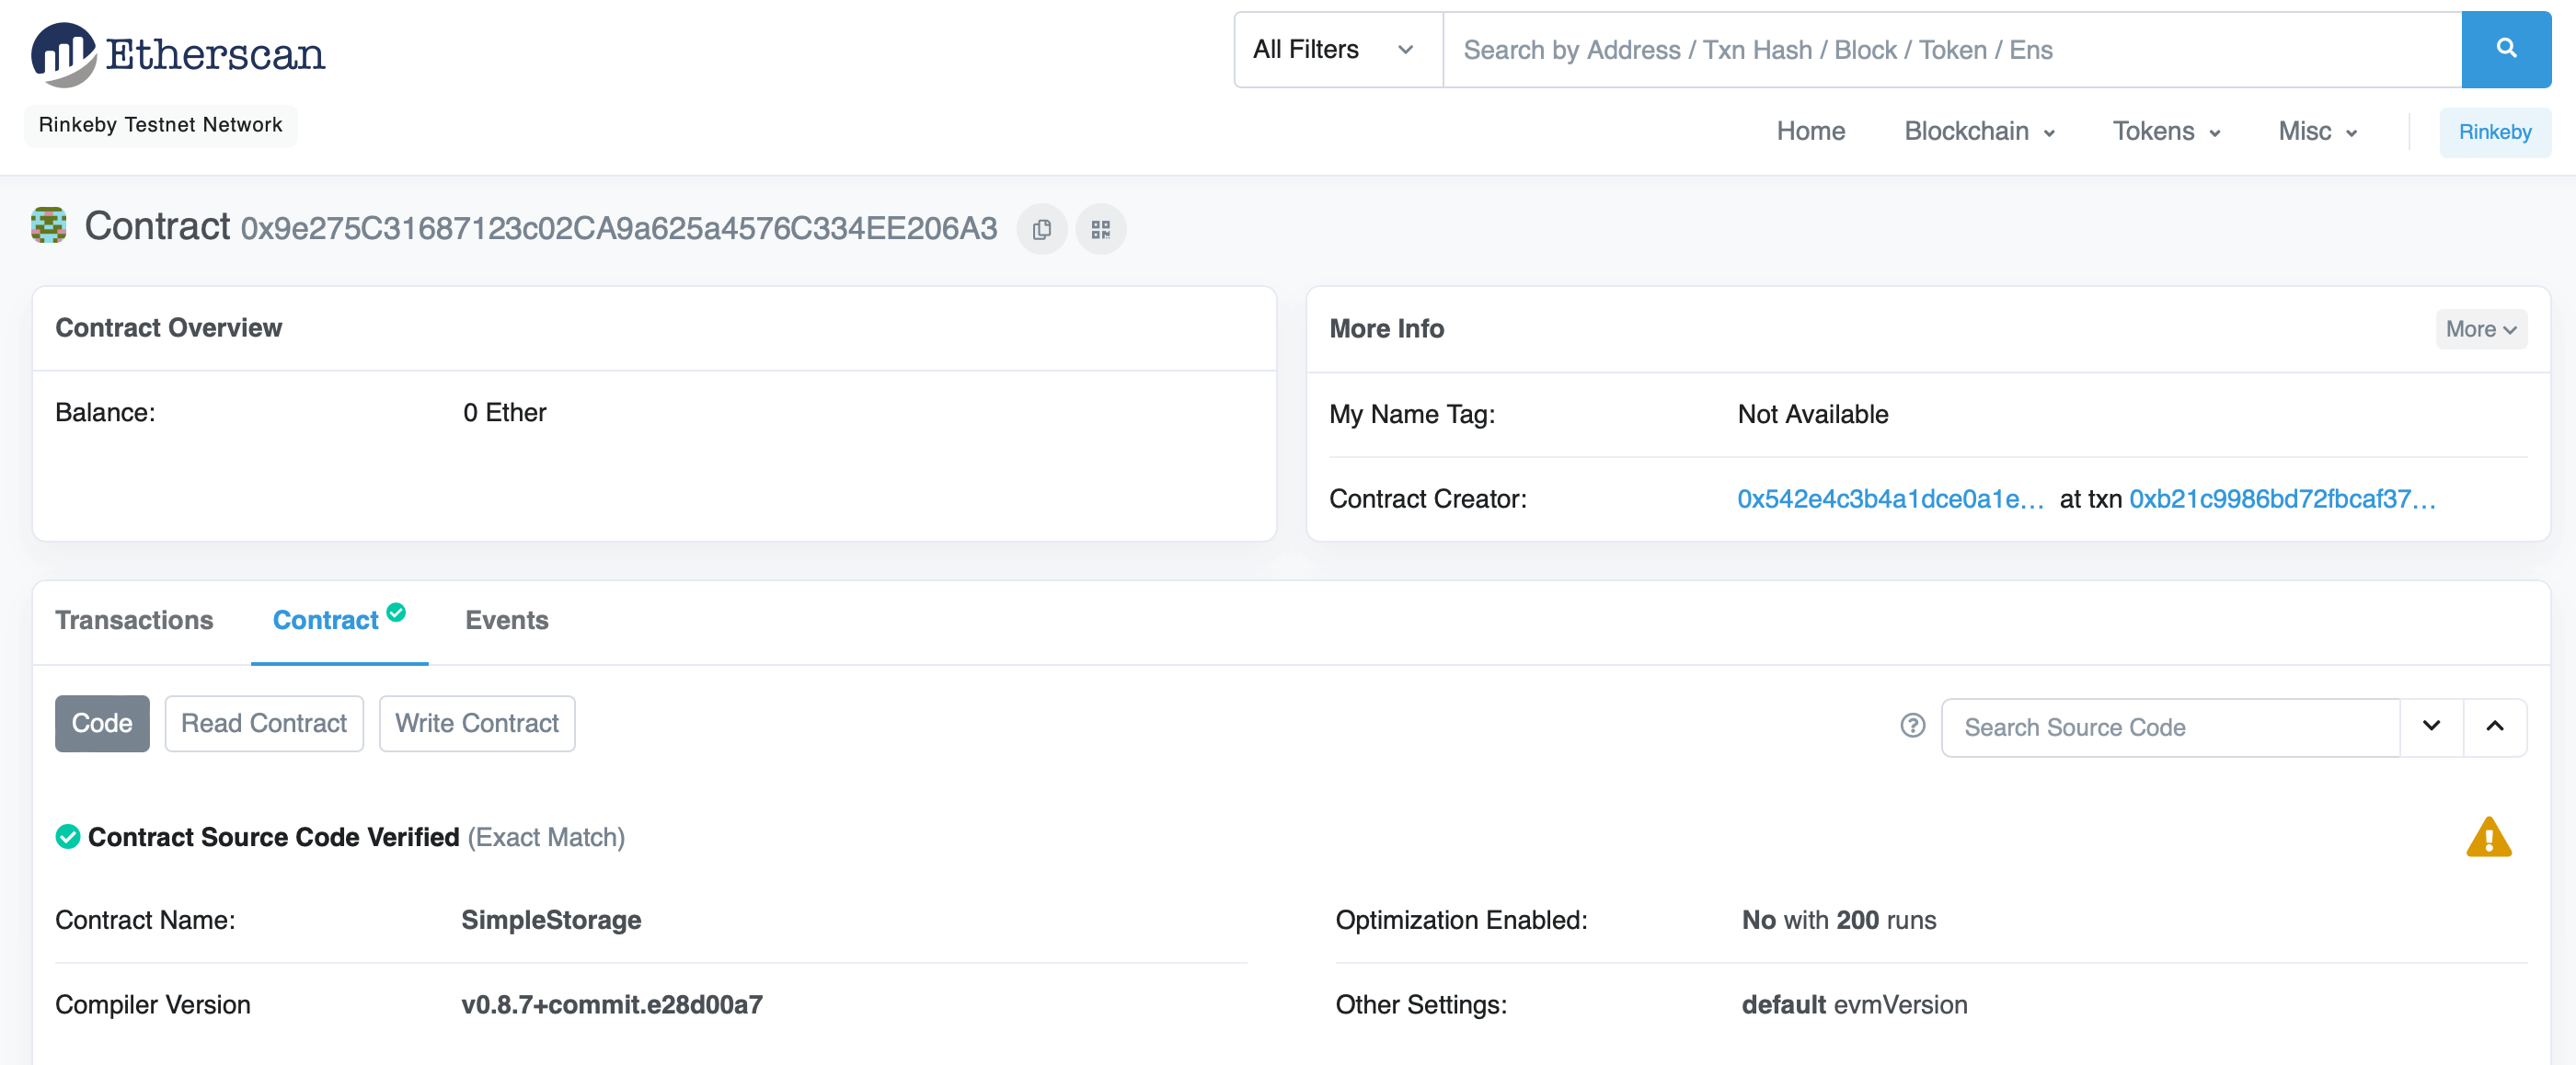 Etherscan
All Filters
Search by Address / Txn Hash / Block / Token / Ens
Rinkeby Testnet Network
Home Blockchain Tokens Misc Rinkeby
Contract 0x9e275C31687123c02CA9a625a4576C334EE206A3
Contract Overview
Balance: 0 Ether
More Info
More
My Name Tag: Not Available
Contract Creator: 0x542e4c3b4a1dce0a1e... at txn 0xb21c9986bd72fbcaf37...
Transactions Contract Events
Code Read Contract Write Contract
Search Source Code
Contract Source Code Verified (Exact Match)
Contract Name: SimpleStorage
Optimization Enabled: No with 200 runs
Compiler Version v0.8.7+commit.e28d00a7
Other Settings: default evmVersion